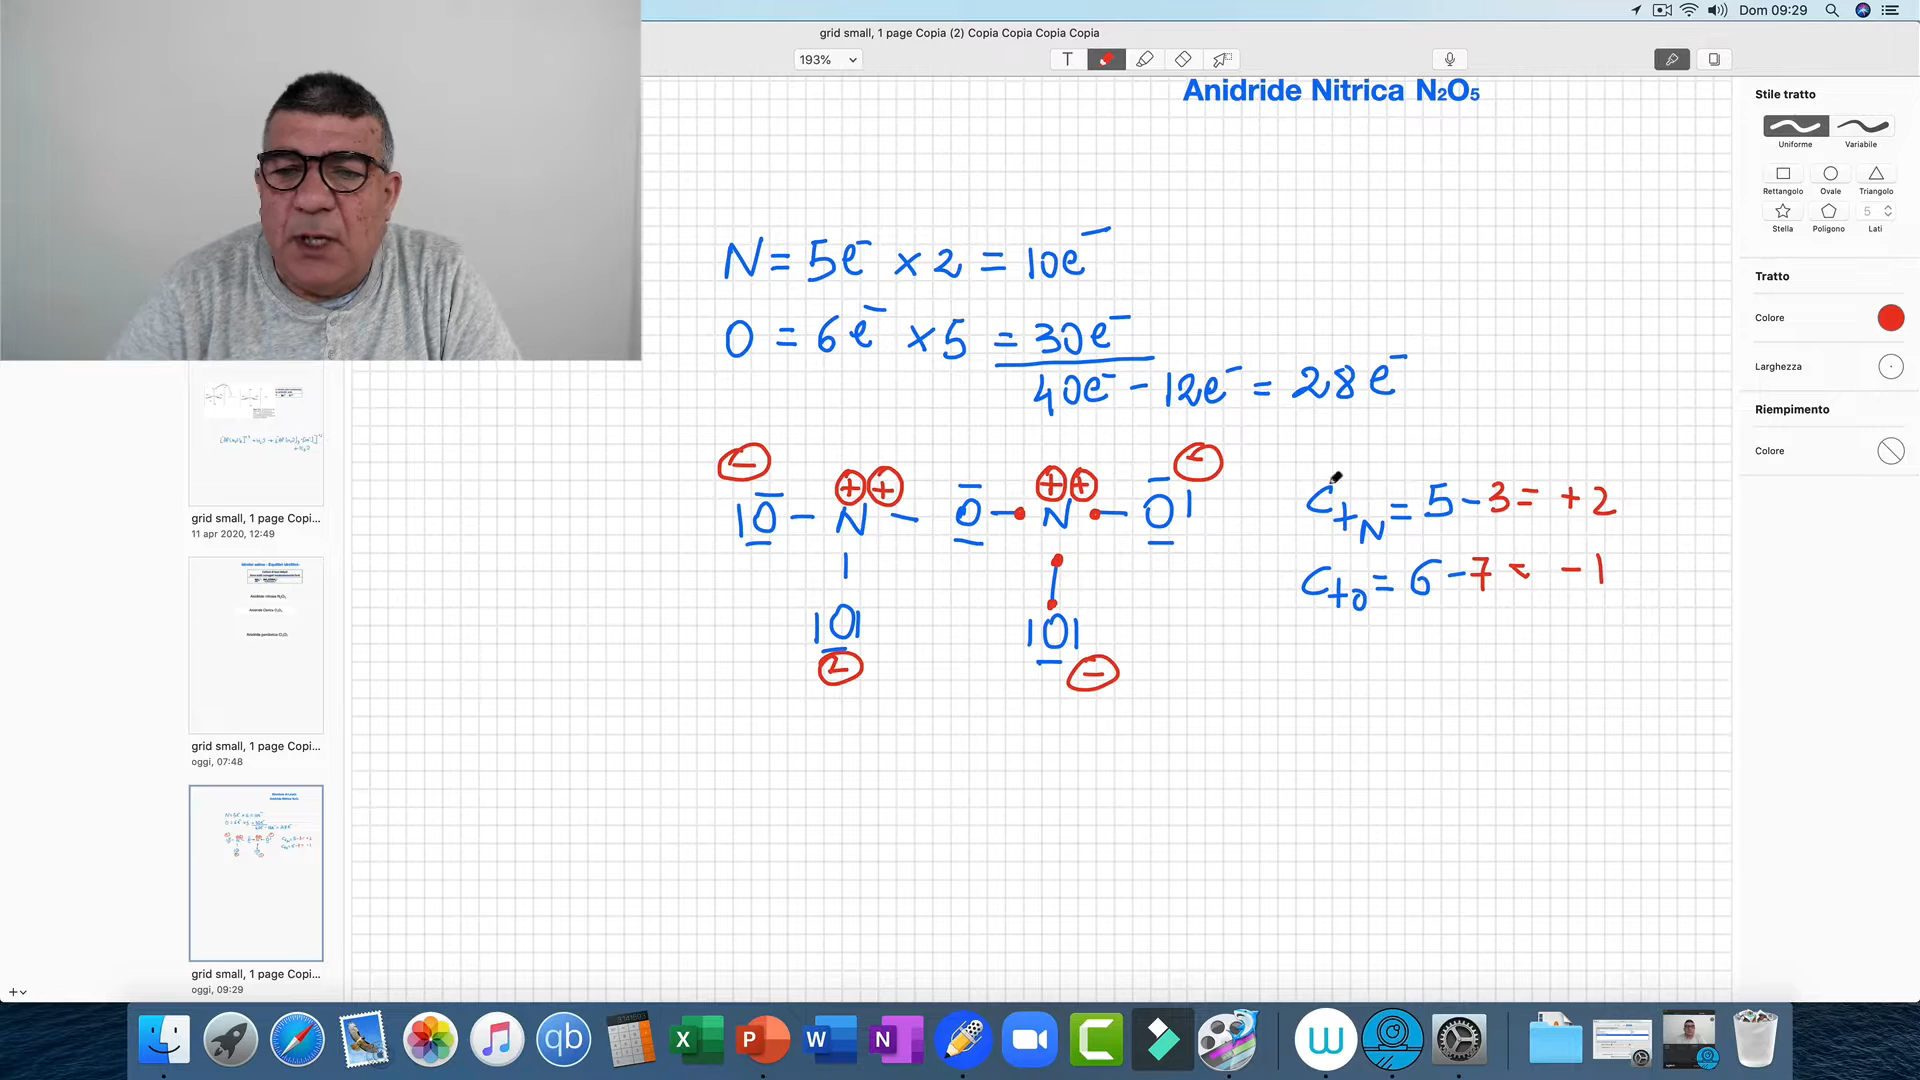 Dom 09:29
grid small, 1 page Copia (2) Copia Copia Copia Copia
193%
T
Anidride Nitrica N₂O₅
Stile tratto
Uniforme Variabile
Rettangolo Ovale Triangolo
5
Stella Poligono Lati
Tratto
Colore
Larghezza
Riempimento
Colore
N = 5e⁻ × 2 = 10e⁻
O = 6e⁻ × 5 = 30e⁻
40e⁻ - 12e⁻ = 28e⁻
- + + + + -
|O - N - O - N - O|
|O| |O|
- -
CfN = 5 - 3 = +2
CfO = 6 - 7 = -1
grid small, 1 page Copi...
11 apr 2020, 12:49
grid small, 1 page Copi...
oggi, 07:48
Anidride Nitrica N₂O₅
grid small, 1 page Copi...
oggi, 09:29
qb
X
P
W
N
C
W